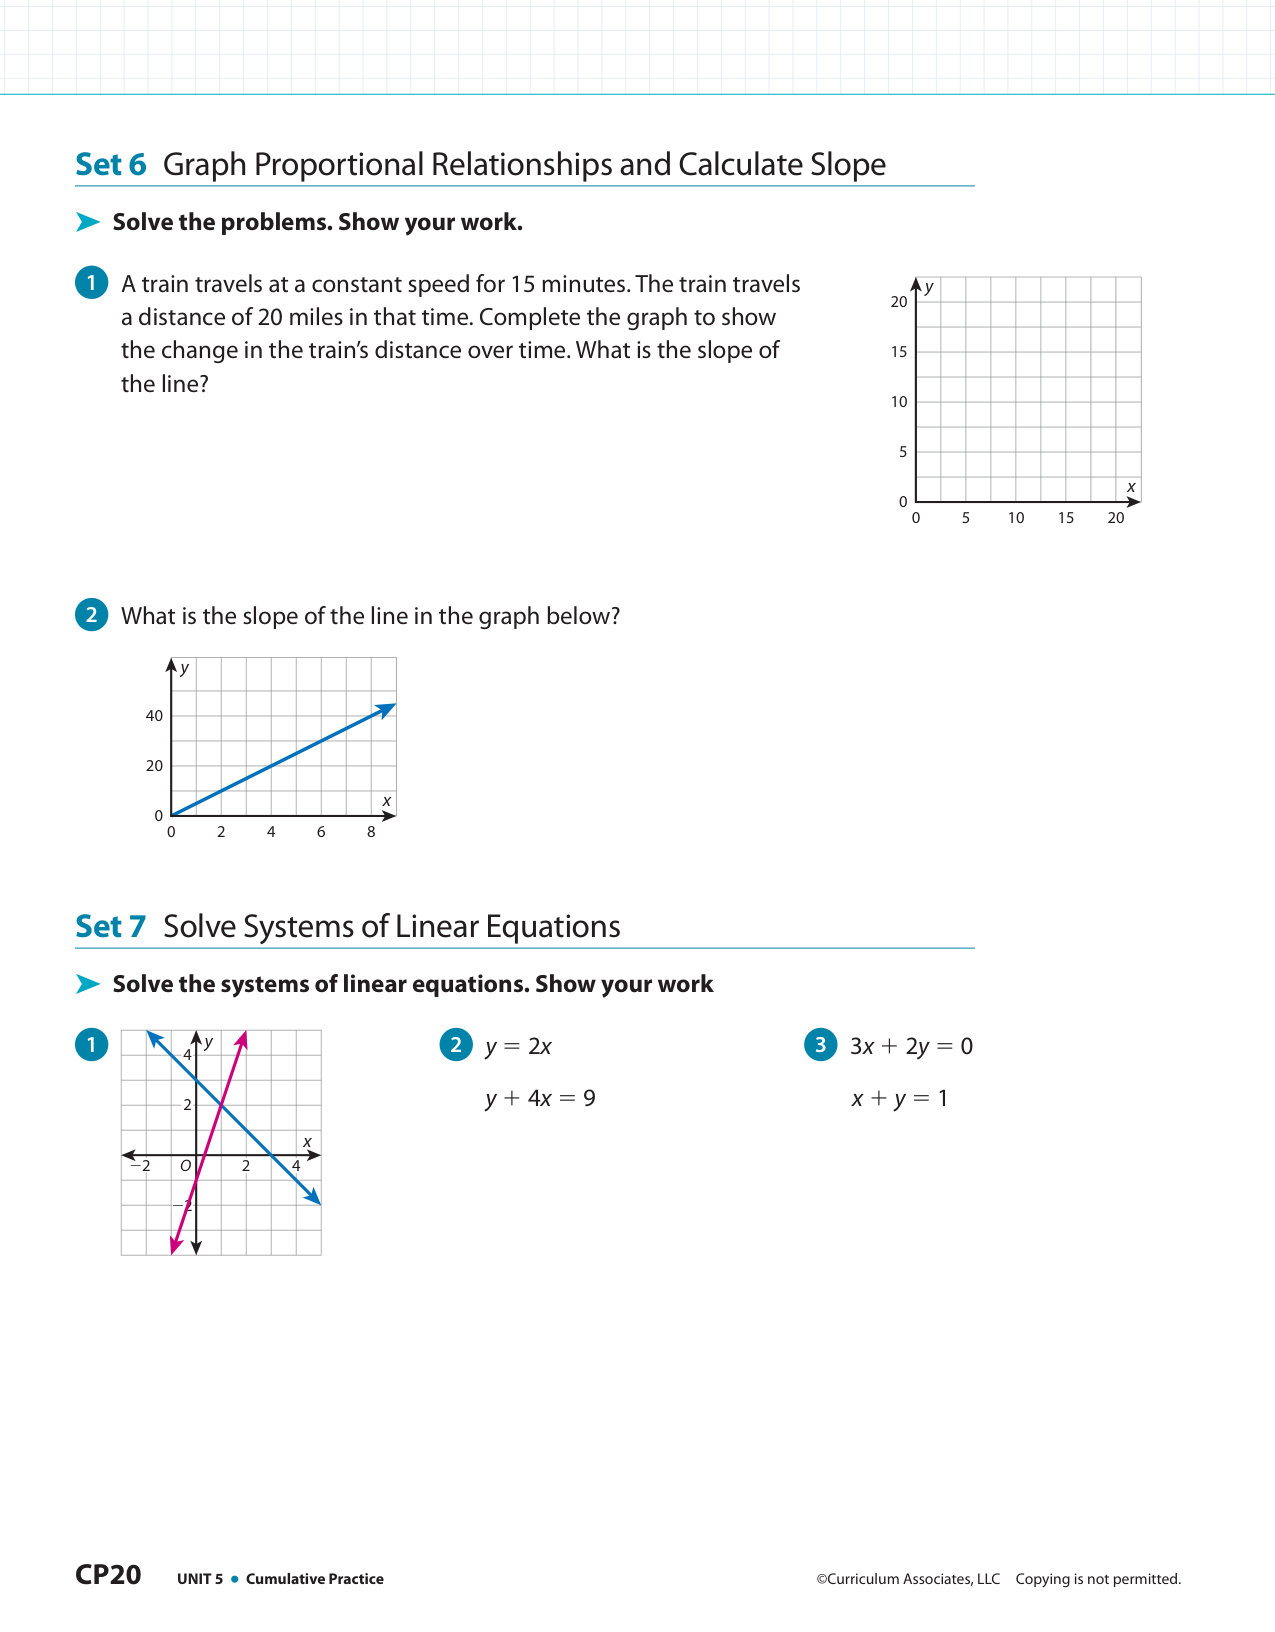 Set 6 Graph Proportional Relationships and Calculate Slope
Solve the problems. Show your work.
1 A train travels at a constant speed for 15 minutes. The train travels
a distance of 20 miles in that time. Complete the graph to show
the change in the train's distance over time. What is the slope of
the line?
y
20
15
10
5
0
x
0 5 10 15 20
2 What is the slope of the line in the graph below?
y
40
20
0
x
0 2 4 6 8
Set 7 Solve Systems of Linear Equations
Solve the systems of linear equations. Show your work
1
y
4
2
x
−2 O 2 4
−2
2 y = 2x
y + 4x = 9
3 3x + 2y = 0
x + y = 1
CP20 UNIT 5 • Cumulative Practice
©Curriculum Associates, LLC Copying is not permitted.